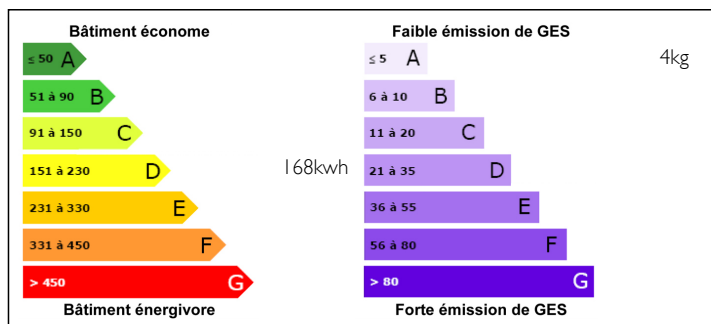 Bâtiment économe
≤ 50 A
51 à 90 B
91 à 150 C
151 à 230 D
168kwh
231 à 330 E
331 à 450 F
> 450 G
Bâtiment énergivore
Faible émission de GES
≤ 5 A
4kg
6 à 10 B
11 à 20 C
21 à 35 D
36 à 55 E
56 à 80 F
> 80 G
Forte émission de GES